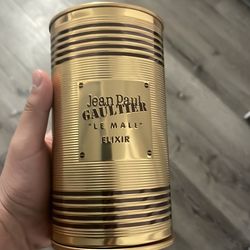 Jean Paul
GAULTIER
"LE MALE"
ELIXIR